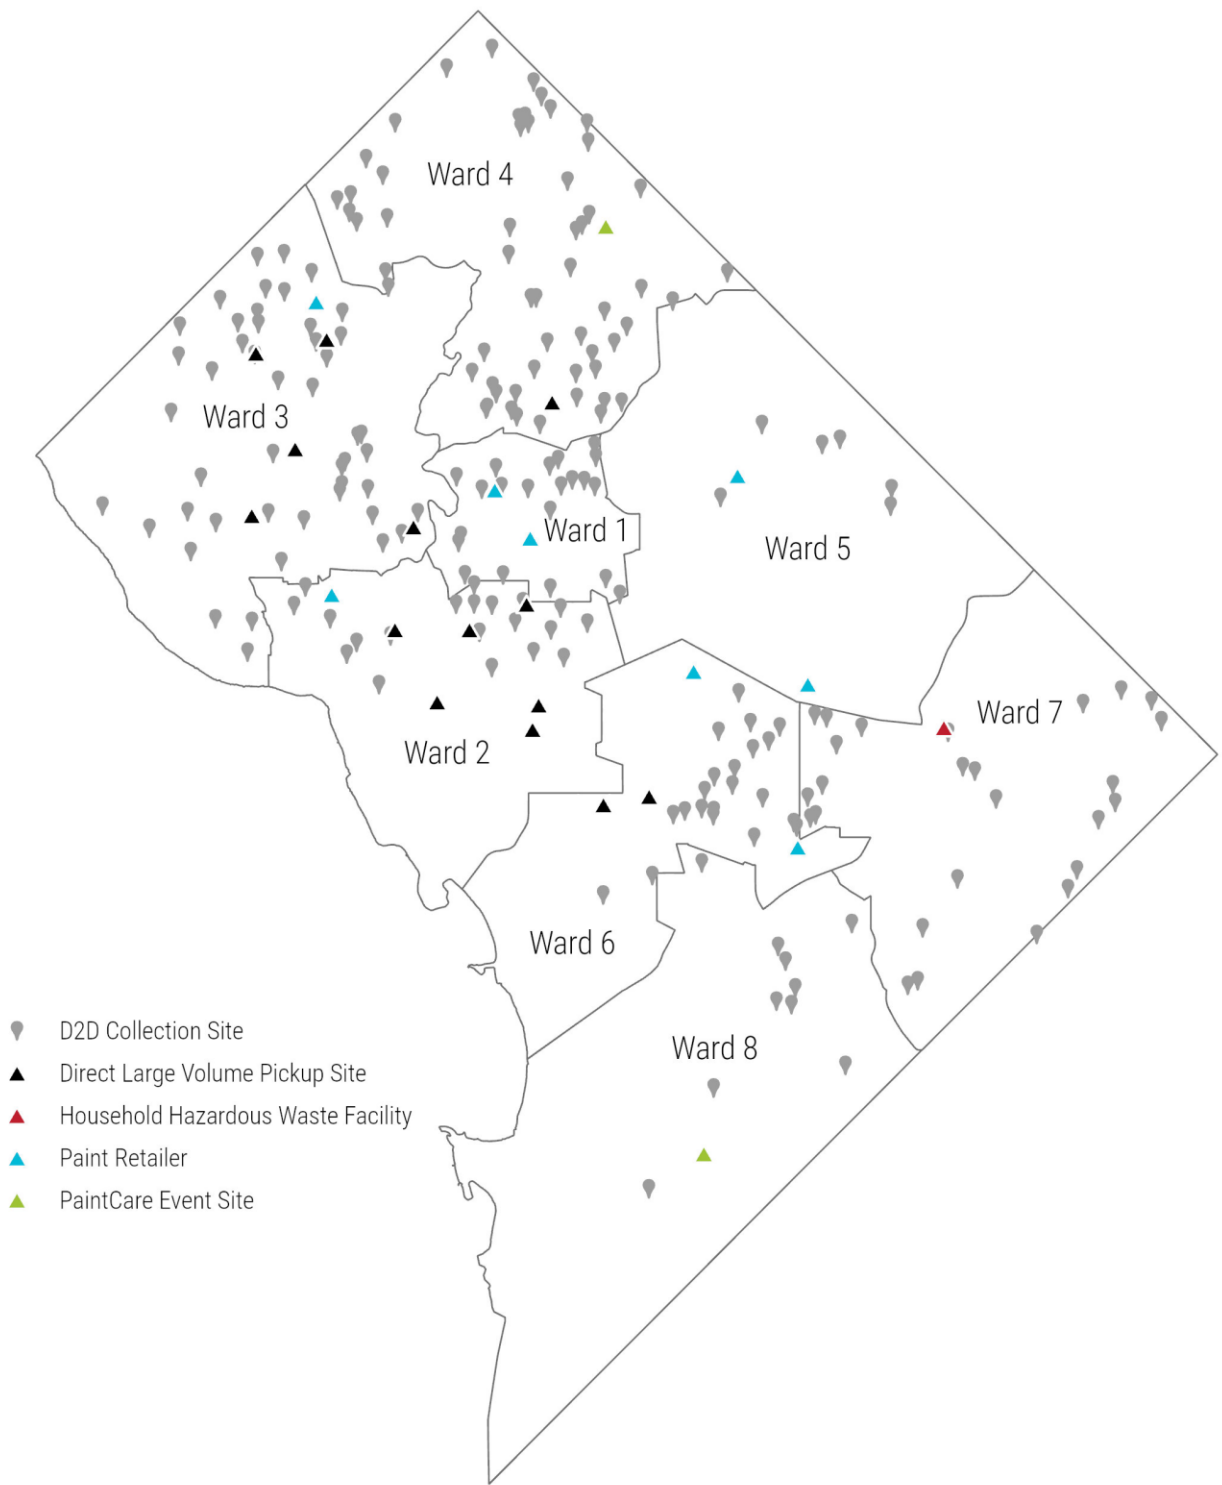 Ward 4
Ward 3
Ward 1
Ward 5
Ward 7
Ward 2
Ward 6
Ward 8
D2D Collection Site
Direct Large Volume Pickup Site
Household Hazardous Waste Facility
Paint Retailer
PaintCare Event Site